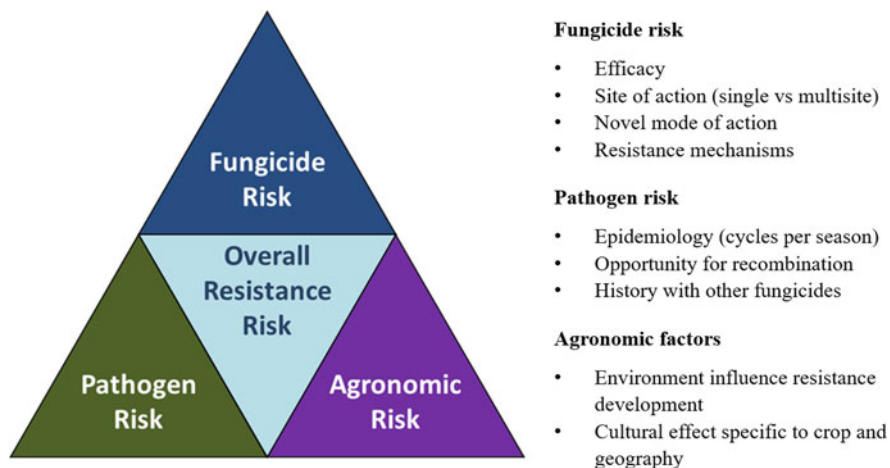 Fungicide
Risk
Overall
Resistance
Risk
Pathogen
Risk
Agronomic
Risk
Fungicide risk
• Efficacy
• Site of action (single vs multisite)
• Novel mode of action
• Resistance mechanisms
Pathogen risk
• Epidemiology (cycles per season)
• Opportunity for recombination
• History with other fungicides
Agronomic factors
• Environment influence resistance
development
• Cultural effect specific to crop and
geography